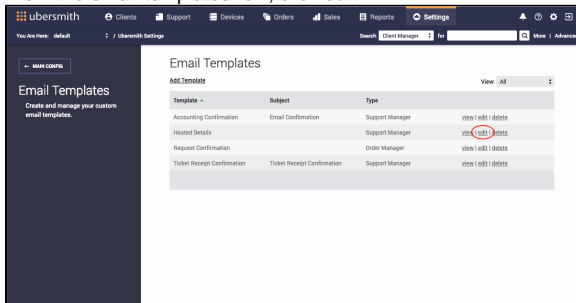 ubersmith Clients Support Devices Orders Sales Reports Settings
You Are Here: default / Ubersmith Settings Search Client Manager for More | Advance
← MAIN CONFIG
Email Templates
Create and manage your custom
email templates.
Email Templates
Add Template View: All
Template Subject Type
Accounting Confirmation Email Confirmation Support Manager view | edit | delete
Hosted Details Support Manager view | edit | delete
Request Confirmation Order Manager view | edit | delete
Ticket Receipt Confirmation Ticket Receipt Confirmation Support Manager view | edit | delete